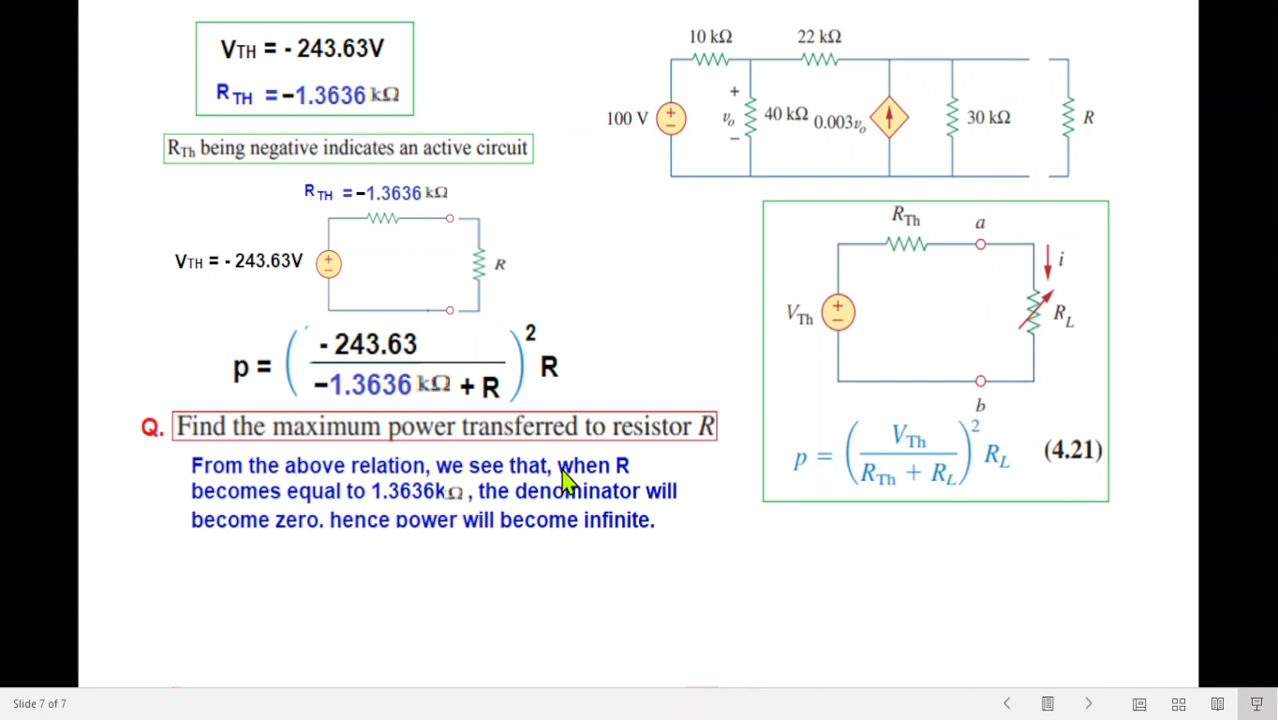 VTH = - 243.63V
R TH = −1.3636 kΩ
RTh being negative indicates an active circuit
R TH = −1.3636 kΩ
VTH = - 243.63V
R
p = ( - 243.63 / −1.3636 kΩ + R )² R
Q. Find the maximum power transferred to resistor R
From the above relation, we see that, when R
becomes equal to 1.3636kΩ , the denominator will
become zero. hence power will become infinite.
10 kΩ 22 kΩ
100 V + − + vo − 40 kΩ 0.003vo 30 kΩ R
RTh a
i
VTh + − RL
b
p = ( VTh / RTh + RL )² RL (4.21)
Slide 7 of 7